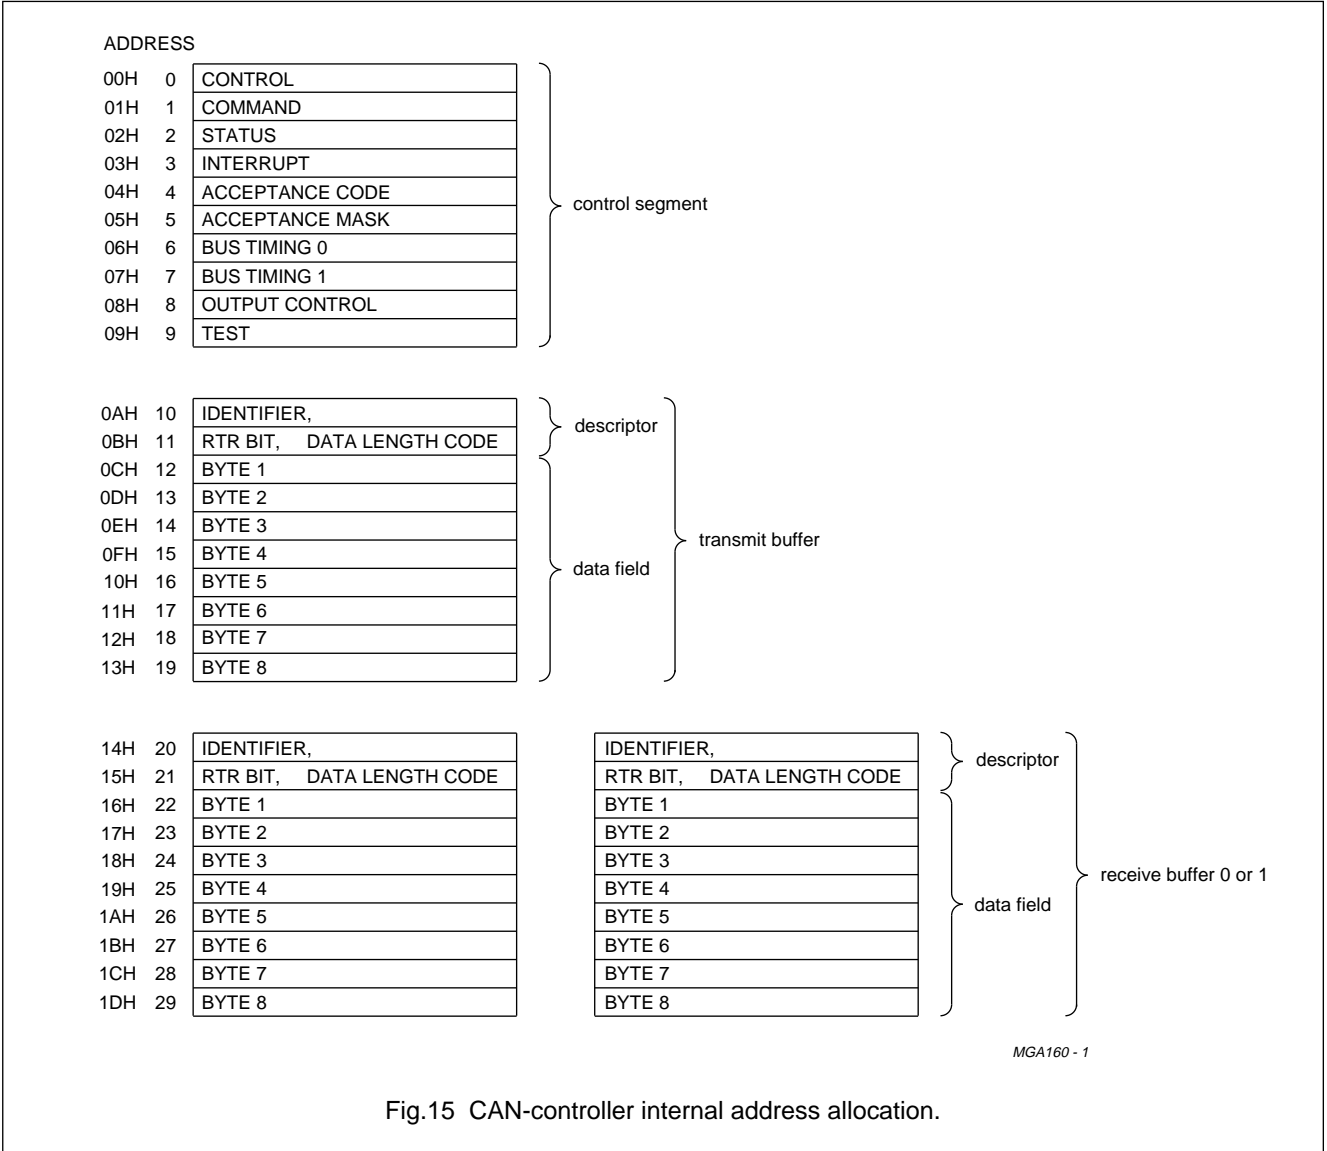 ADDRESS
00H 0 CONTROL
01H 1 COMMAND
02H 2 STATUS
03H 3 INTERRUPT
04H 4 ACCEPTANCE CODE
05H 5 ACCEPTANCE MASK
06H 6 BUS TIMING 0
07H 7 BUS TIMING 1
08H 8 OUTPUT CONTROL
09H 9 TEST
control segment
0AH 10 IDENTIFIER,
0BH 11 RTR BIT, DATA LENGTH CODE
descriptor
0CH 12 BYTE 1
0DH 13 BYTE 2
0EH 14 BYTE 3
0FH 15 BYTE 4
10H 16 BYTE 5
11H 17 BYTE 6
12H 18 BYTE 7
13H 19 BYTE 8
data field
transmit buffer
14H 20 IDENTIFIER, IDENTIFIER,
15H 21 RTR BIT, DATA LENGTH CODE RTR BIT, DATA LENGTH CODE
descriptor
16H 22 BYTE 1 BYTE 1
17H 23 BYTE 2 BYTE 2
18H 24 BYTE 3 BYTE 3
19H 25 BYTE 4 BYTE 4
1AH 26 BYTE 5 BYTE 5
1BH 27 BYTE 6 BYTE 6
1CH 28 BYTE 7 BYTE 7
1DH 29 BYTE 8 BYTE 8
data field
receive buffer 0 or 1
MGA160 - 1
Fig.15 CAN-controller internal address allocation.